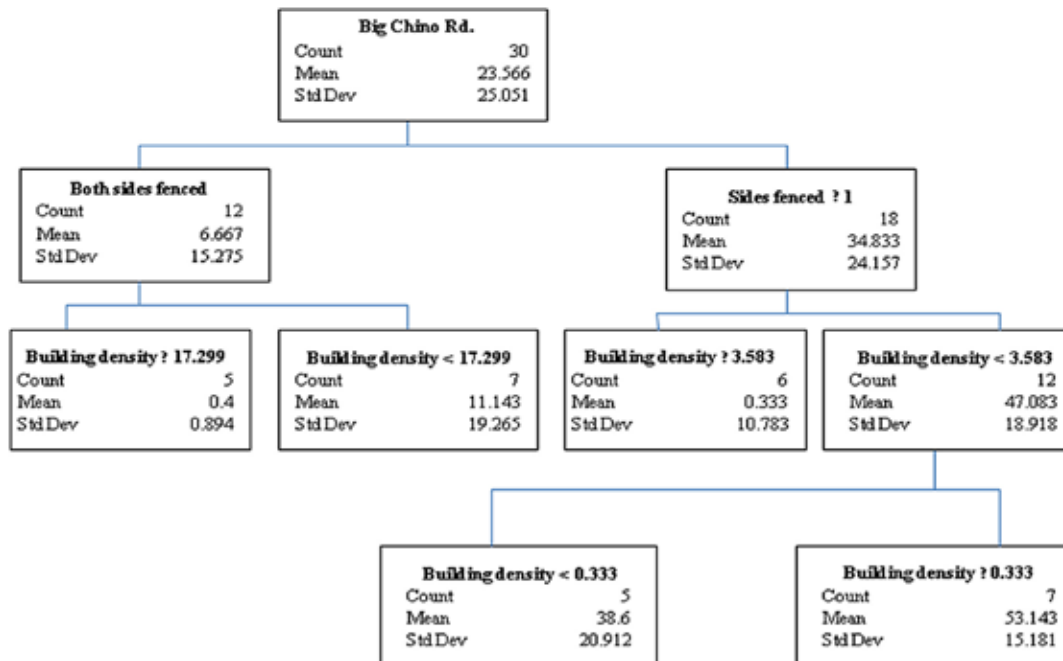 Big Chino Rd.
Count 30
Mean 23.566
Std Dev 25.051
Both sides fenced
Count 12
Mean 6.667
Std Dev 15.275
Sides fenced ? 1
Count 18
Mean 34.833
Std Dev 24.157
Building density ? 17.299
Count 5
Mean 0.4
Std Dev 0.894
Building density < 17.299
Count 7
Mean 11.143
Std Dev 19.265
Building density ? 3.583
Count 6
Mean 0.333
Std Dev 10.783
Building density < 3.583
Count 12
Mean 47.083
Std Dev 18.918
Building density < 0.333
Count 5
Mean 38.6
Std Dev 20.912
Building density ? 0.333
Count 7
Mean 53.143
Std Dev 15.181